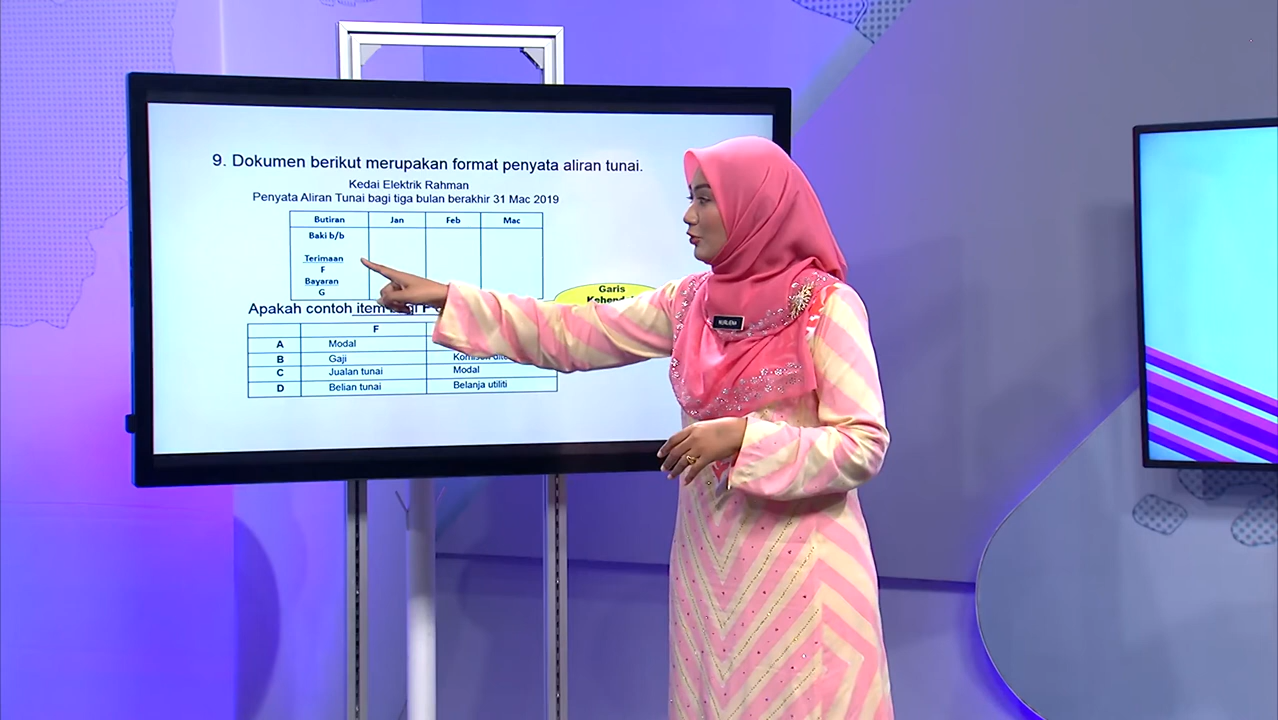 9. Dokumen berikut merupakan format penyata aliran tunai.
Kedai Elektrik Rahman
Penyata Aliran Tunai bagi tiga bulan berakhir 31 Mac 2019
Butiran Jan Feb Mac
Baki b/b
Terimaan
F
Bayaran
G
Garis
Apakah contoh item F
F
A Modal
B Gaji
C Jualan tunai Modal
D Belian tunai Belanja utiliti